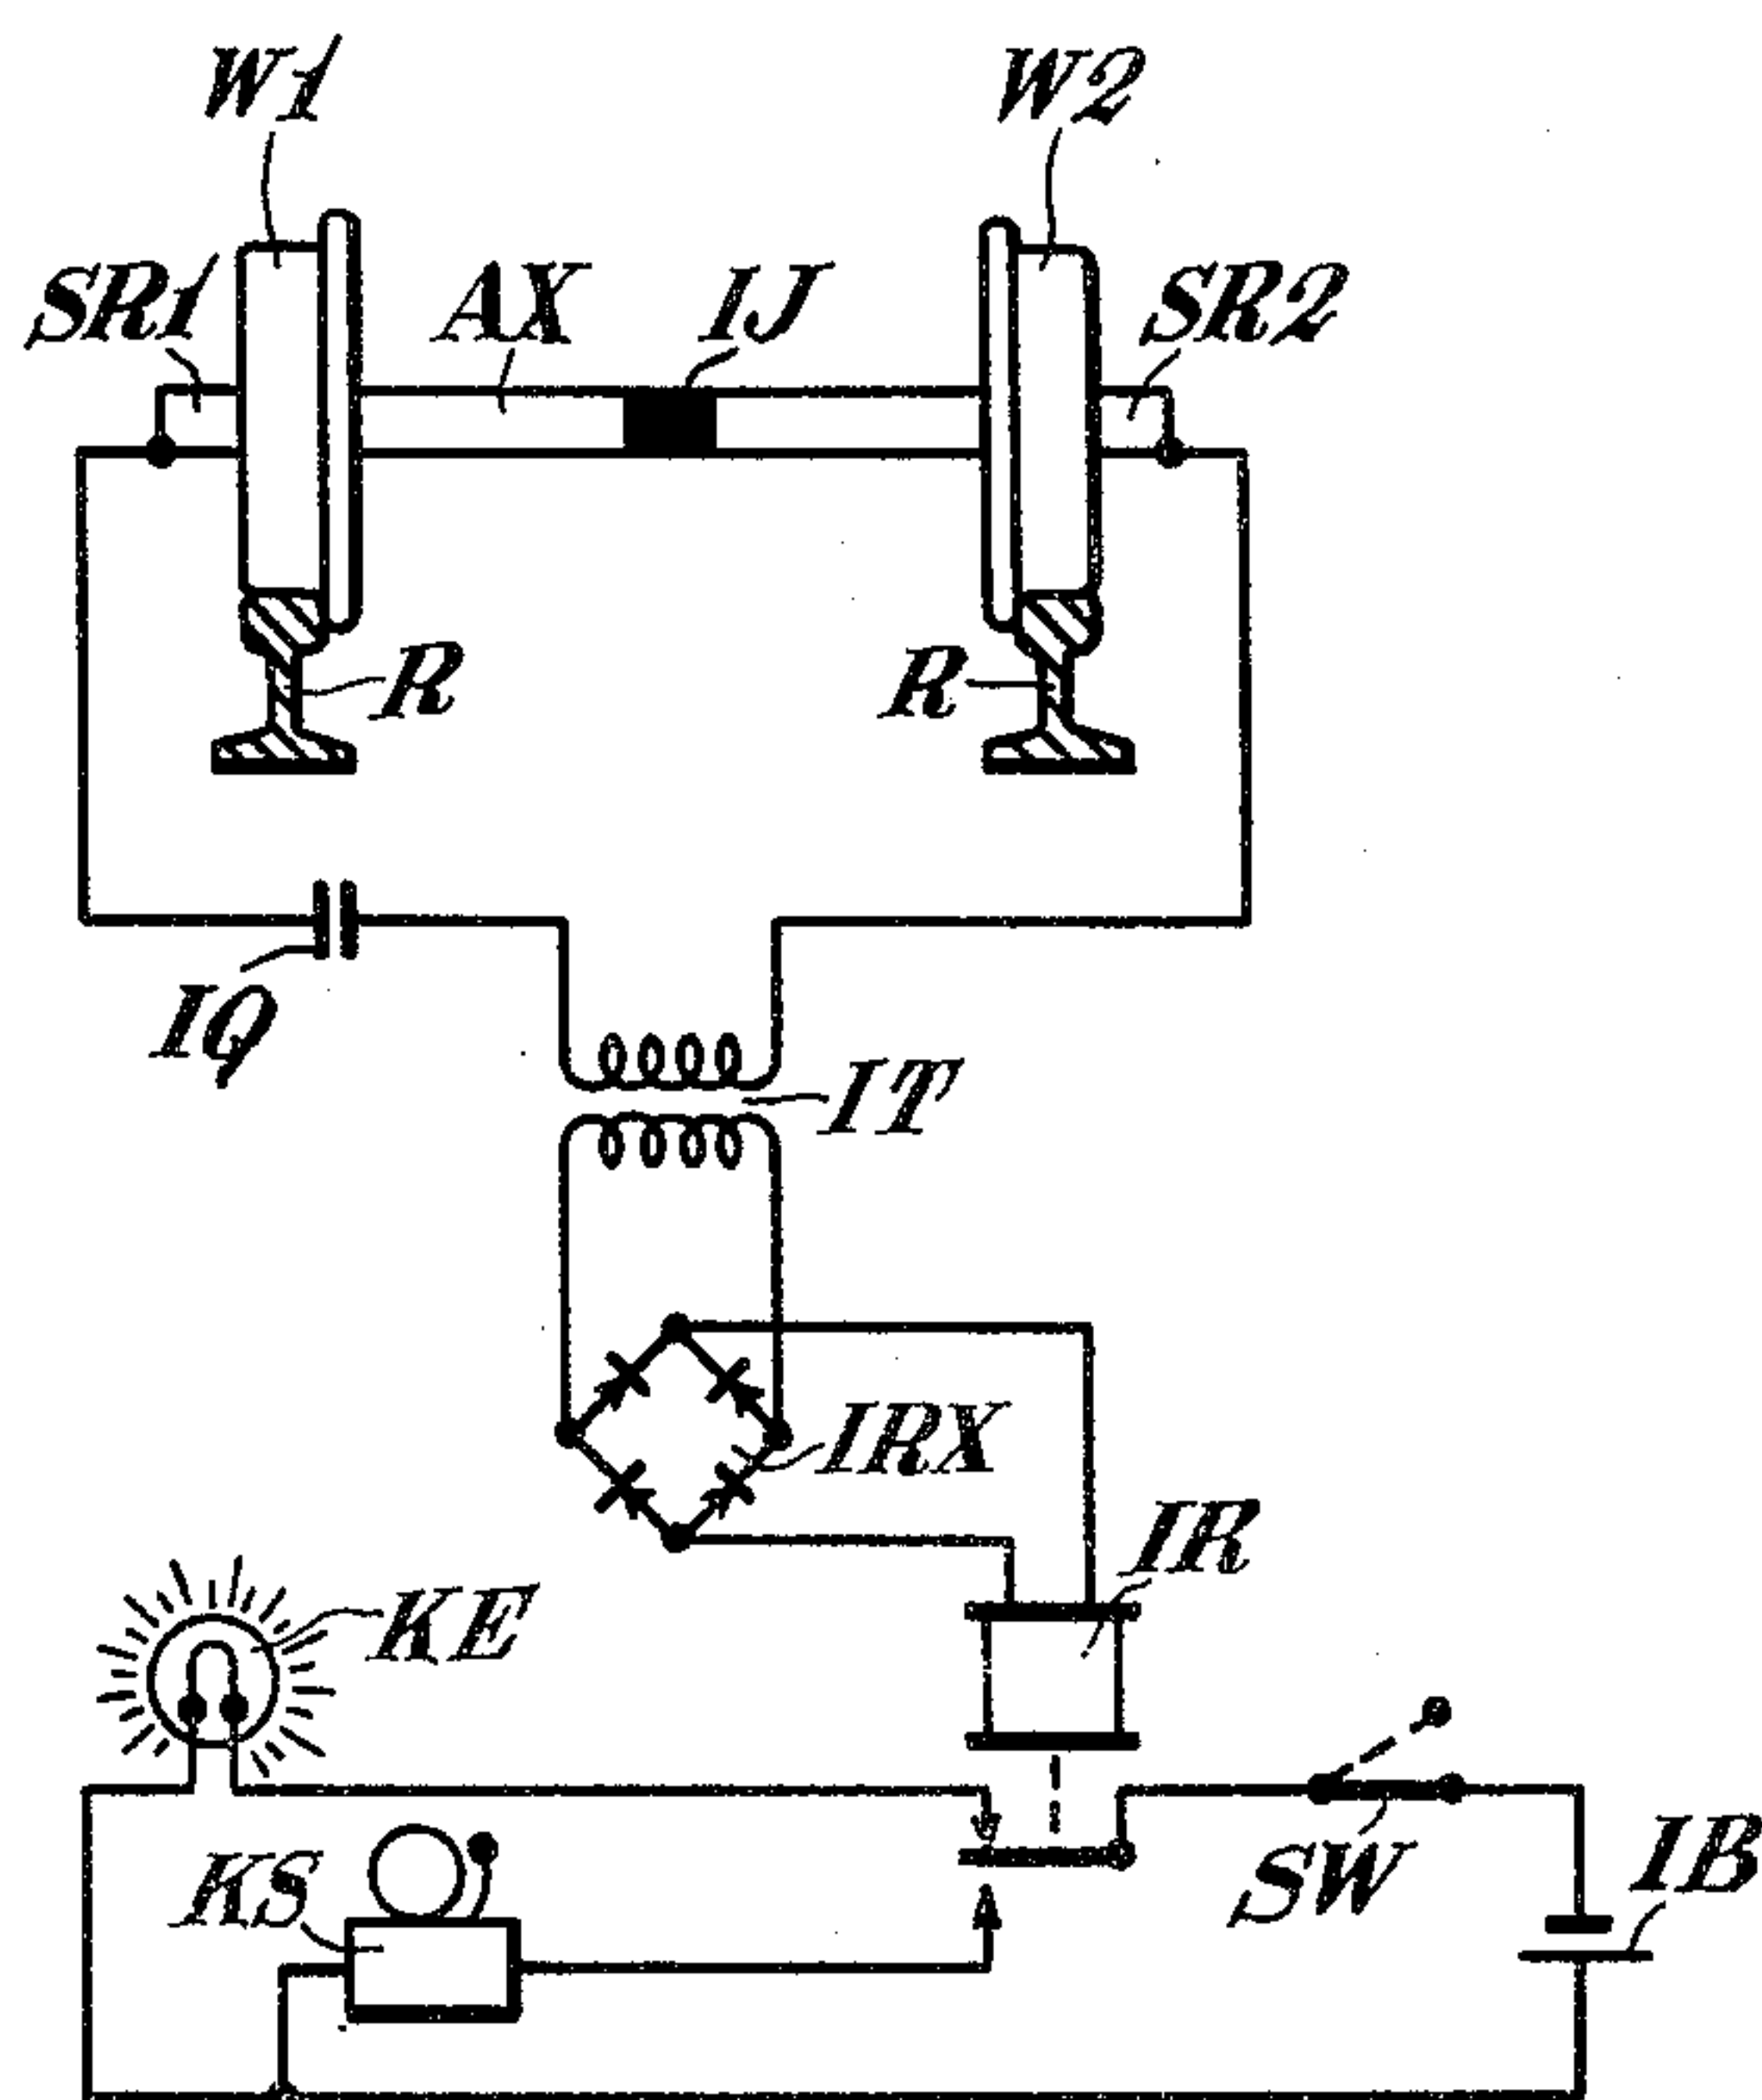 W1 W2
SR1 AX IJ SR2
R R
IQ
IT
IRX
IR
KE
KS SW IB